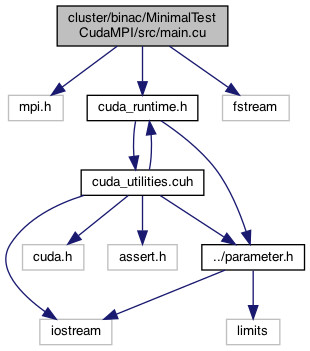 cluster/binac/MinimalTest
CudaMPI/src/main.cu
mpi.h
cuda_runtime.h
fstream
cuda_utilities.cuh
cuda.h
assert.h
../parameter.h
iostream
limits